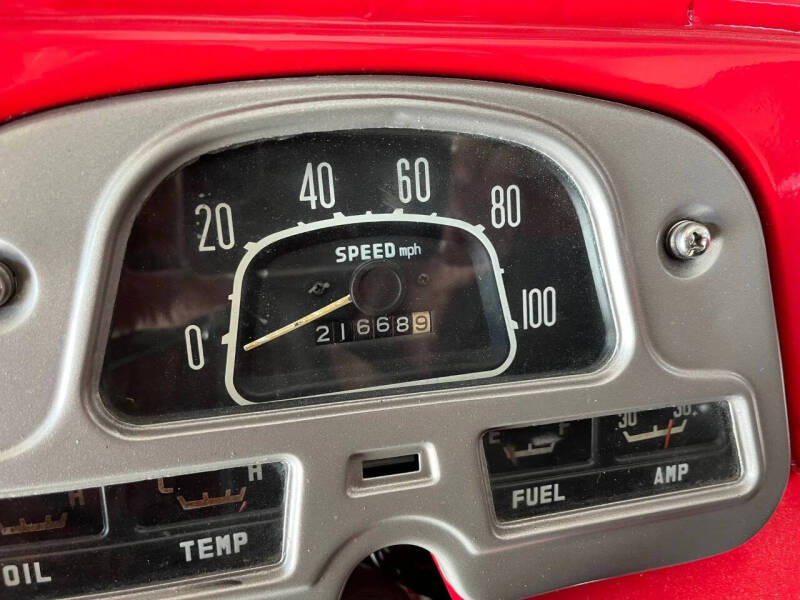 0 20 40 60 80 100
SPEED mph
216689
E F
30 30
FUEL AMP
H C H
OIL TEMP